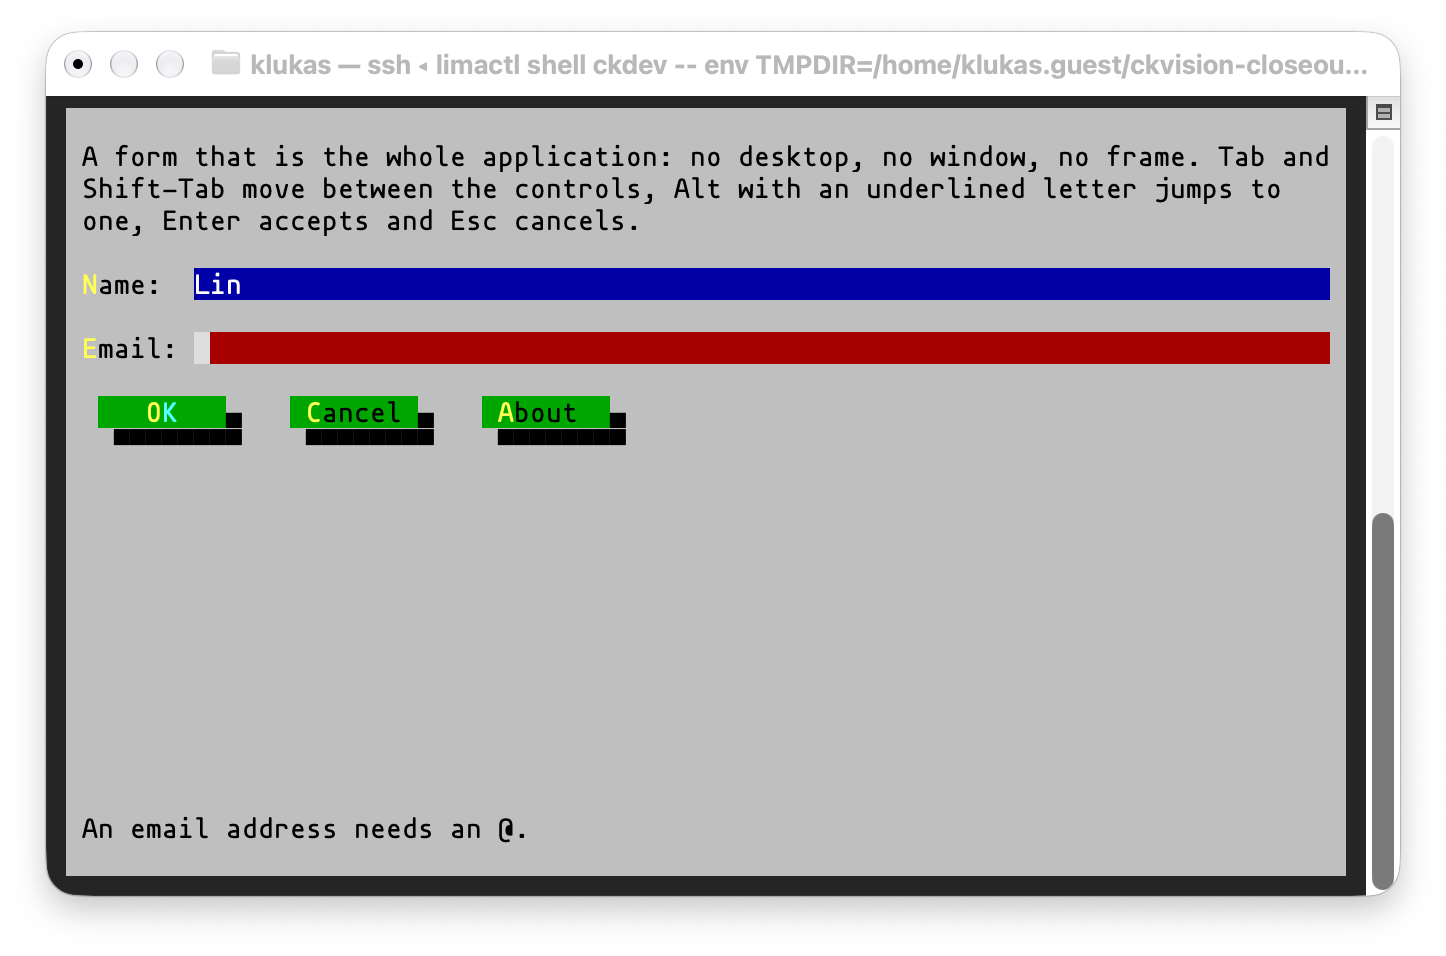 klukas — ssh ◂ limactl shell ckdev -- env TMPDIR=/home/klukas.guest/ckvision-closeou...
A form that is the whole application: no desktop, no window, no frame. Tab and
Shift-Tab move between the controls, Alt with an underlined letter jumps to
one, Enter accepts and Esc cancels.
Name: Lin
Email:
OK Cancel About
An email address needs an @.